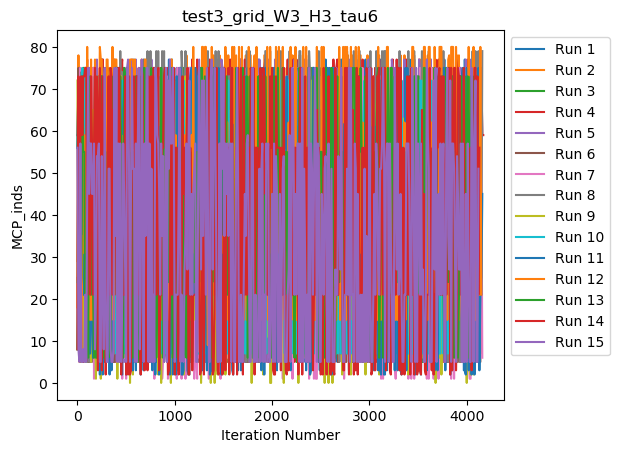 test3_grid_W3_H3_tau6
MCP_inds
80
70
60
50
40
30
20
10
0
0 1000 2000 3000 4000
Iteration Number
Run 1
Run 2
Run 3
Run 4
Run 5
Run 6
Run 7
Run 8
Run 9
Run 10
Run 11
Run 12
Run 13
Run 14
Run 15